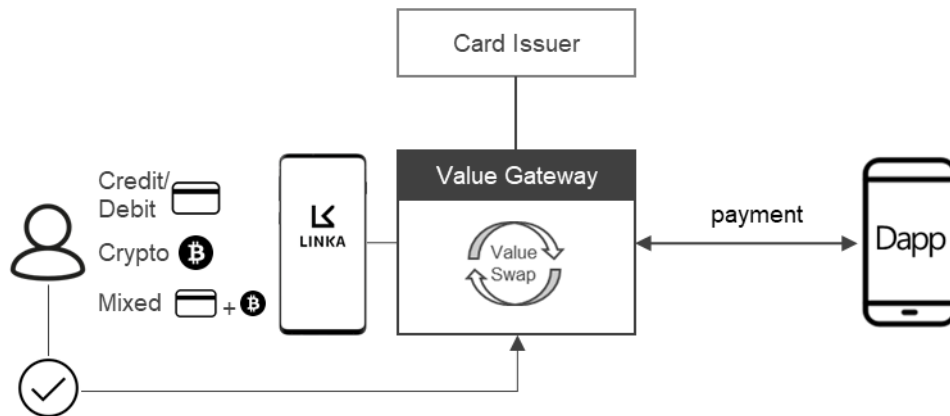 Card Issuer
Value Gateway
Credit/
Debit
Crypto
Mixed
+
LINKA
Value
Swap
payment
Dapp